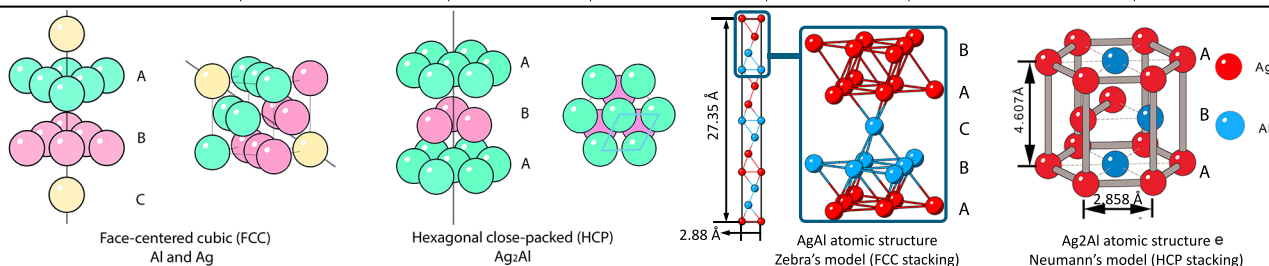 A
B
C
Face-centered cubic (FCC)
Al and Ag
A
B
A
Hexagonal close-packed (HCP)
Ag₂Al
27.35 Å
2.88 Å
B
A
C
B
A
AgAl atomic structure
Zebra's model (FCC stacking)
4.607Å
2,858 Å
A
B
A
Ag
Al
Ag2Al atomic structure e
Neumann's model (HCP stacking)